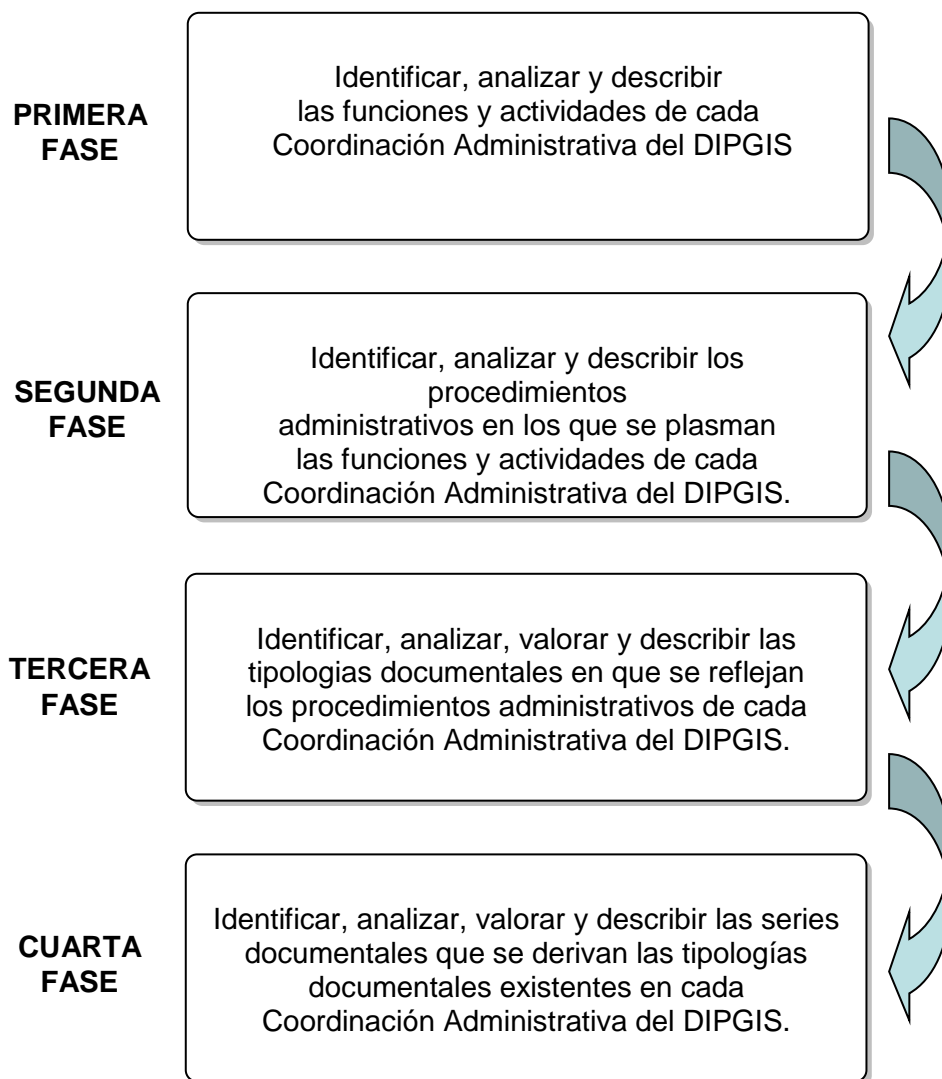 PRIMERA
FASE
Identificar, analizar y describir
las funciones y actividades de cada
Coordinación Administrativa del DIPGIS
SEGUNDA
FASE
Identificar, analizar y describir los
procedimientos
administrativos en los que se plasman
las funciones y actividades de cada
Coordinación Administrativa del DIPGIS.
TERCERA
FASE
Identificar, analizar, valorar y describir las
tipologias documentales en que se reflejan
los procedimientos administrativos de cada
Coordinación Administrativa del DIPGIS.
CUARTA
FASE
Identificar, analizar, valorar y describir las series
documentales que se derivan las tipologías
documentales existentes en cada
Coordinación Administrativa del DIPGIS.